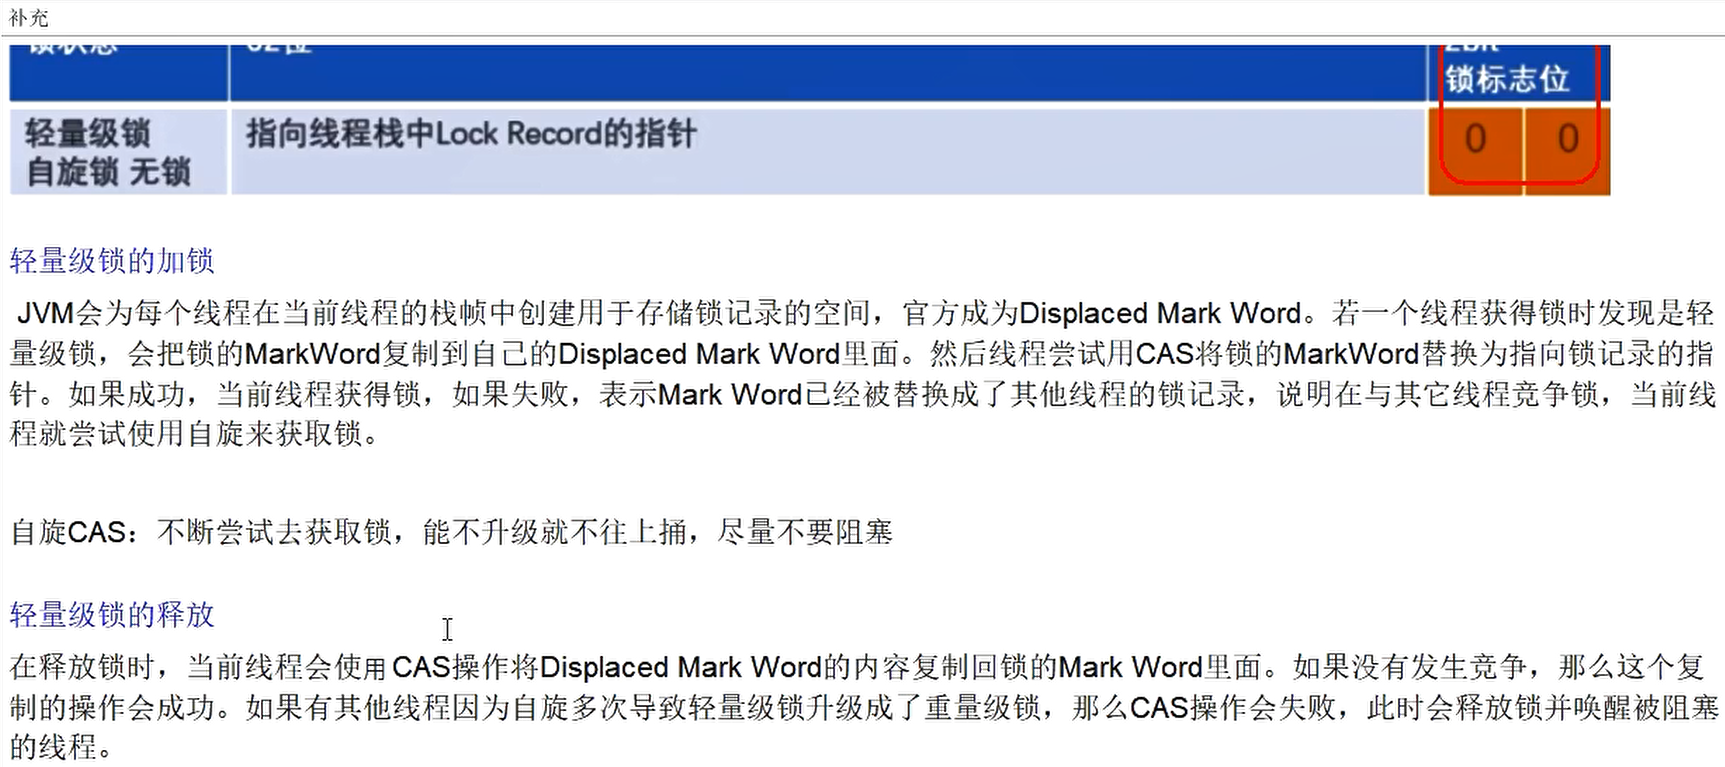 补充
锁状态 62位 2bit
锁标志位
轻量级锁 指向线程栈中Lock Record的指针 0 0
自旋锁 无锁
轻量级锁的加锁
JVM会为每个线程在当前线程的栈帧中创建用于存储锁记录的空间，官方成为Displaced Mark Word。若一个线程获得锁时发现是轻
量级锁，会把锁的MarkWord复制到自己的Displaced Mark Word里面。然后线程尝试用CAS将锁的MarkWord替换为指向锁记录的指
针。如果成功，当前线程获得锁，如果失败，表示Mark Word已经被替换成了其他线程的锁记录，说明在与其它线程竞争锁，当前线
程就尝试使用自旋来获取锁。
自旋CAS：不断尝试去获取锁，能不升级就不往上捅，尽量不要阻塞
轻量级锁的释放
在释放锁时，当前线程会使用CAS操作将Displaced Mark Word的内容复制回锁的Mark Word里面。如果没有发生竞争，那么这个复
制的操作会成功。如果有其他线程因为自旋多次导致轻量级锁升级成了重量级锁，那么CAS操作会失败，此时会释放锁并唤醒被阻塞
的线程。